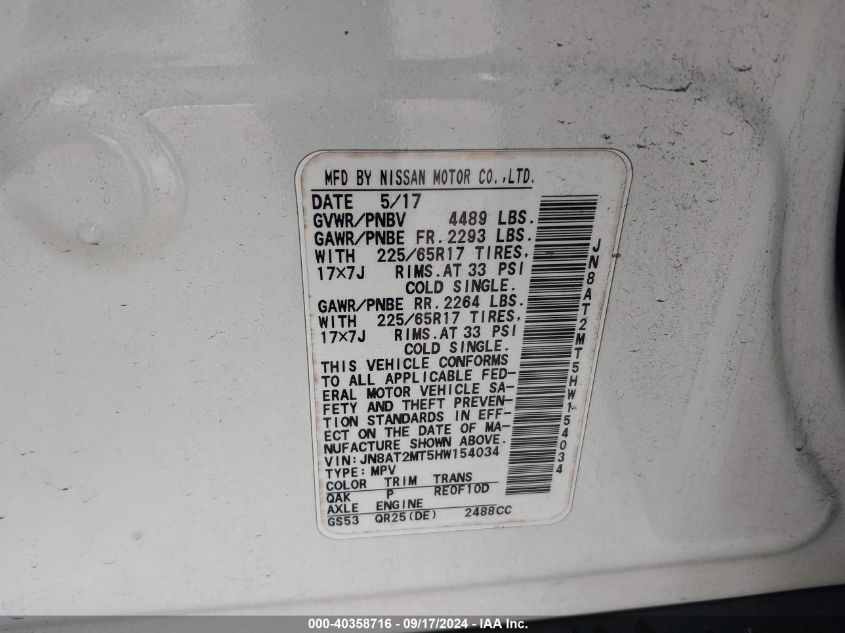 MFD BY NISSAN MOTOR CO.,LTD.
DATE 5/17
GVWR/PNBV 4489 LBS.
GAWR/PNBE FR.2293 LBS.
WITH 225/65R17 TIRES,
17×7J RIMS.AT 33 PSI
COLD SINGLE.
GAWR/PNBE RR.2264 LBS.
WITH 225/65R17 TIRES,
17×7J RIMS.AT 33 PSI
COLD SINGLE.
THIS VEHICLE CONFORMS
TO ALL APPLICABLE FED-
ERAL MOTOR VEHICLE SA-
FETY AND THEFT PREVEN-
TION STANDARDS IN EFF-
ECT ON THE DATE OF MA-
NUFACTURE SHOWN ABOVE.
VIN:JN8AT2MT5HW154034
TYPE:MPV
COLOR TRIM TRANS
QAK P RE0F10D
AXLE ENGINE
GS53 QR25(DE) 2488CC
JN8AT2MT5HW154034
000-40358716 - 09/17/2024 - IAA Inc.